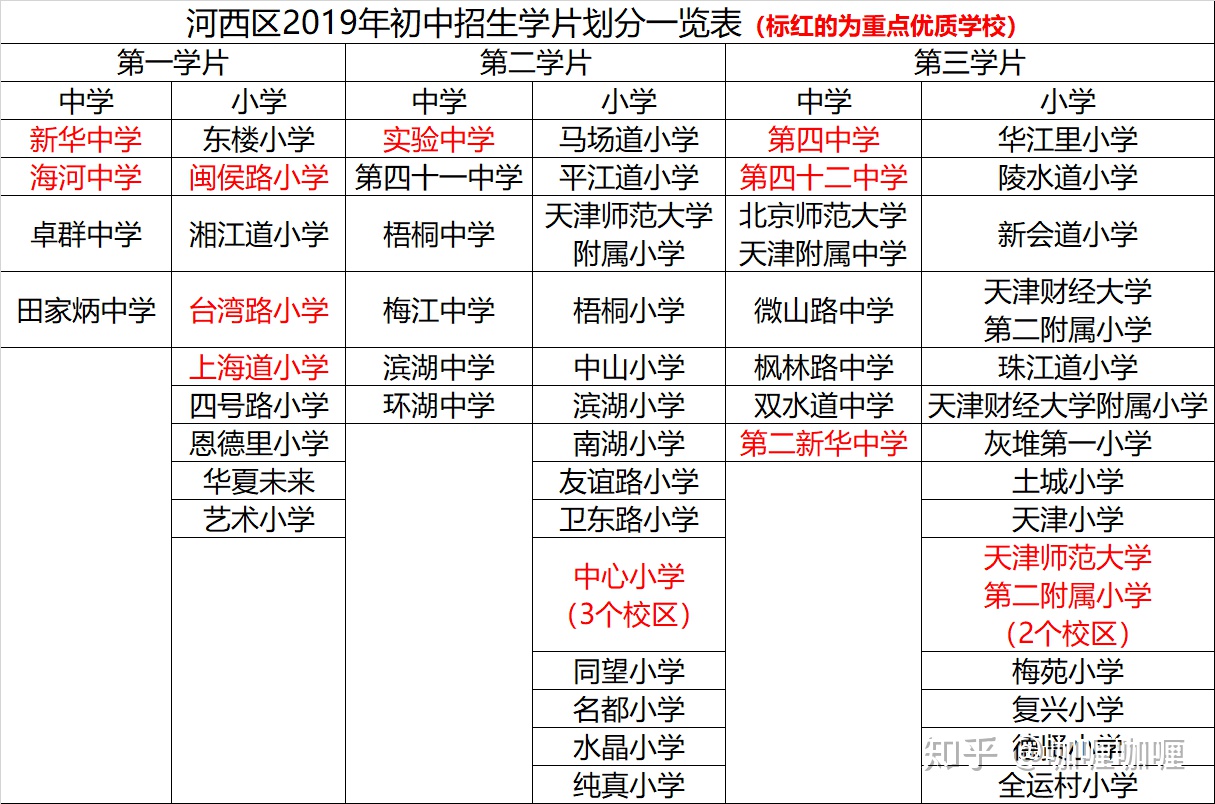 河西区2019年初中招生学片划分一览表（标红的为重点优质学校）
第一学片 第二学片 第三学片
中学 小学 中学 小学 中学 小学
新华中学 东楼小学 实验中学 马场道小学 第四中学 华江里小学
海河中学 闽侯路小学 第四十一中学 平江道小学 第四十二中学 陵水道小学
卓群中学 湘江道小学 梧桐中学 天津师范大学 北京师范大学 新会道小学
附属小学 天津附属中学
田家炳中学 台湾路小学 梅江中学 梧桐小学 微山路中学 天津财经大学
第二附属小学
上海道小学 滨湖中学 中山小学 枫林路中学 珠江道小学
四号路小学 环湖中学 滨湖小学 双水道中学 天津财经大学附属小学
恩德里小学 南湖小学 第二新华中学 灰堆第一小学
华夏未来 友谊路小学 土城小学
艺术小学 卫东路小学 天津小学
中心小学 天津师范大学
（3个校区） 第二附属小学
（2个校区）
同望小学 梅苑小学
名都小学 复兴小学
水晶小学 德贤小学
纯真小学 全运村小学
知乎 @咖喱咖喱